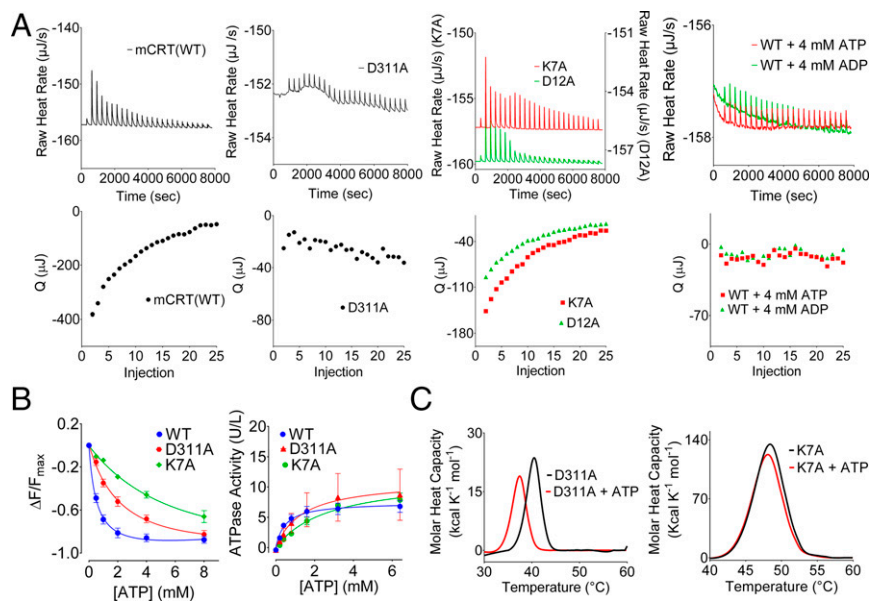 A
Raw Heat Rate (µJ/s)
-140
-150
-160
mCRT(WT)
0 2000 4000 6000 8000
Time (sec)
Raw Heat Rate (µJ /s)
-150
-152
-154
D311A
0 2000 4000 6000 8000
Time (sec)
Raw Heat Rate (µJ/s) (K7A)
-150
-155
-160
K7A
D12A
-151
-154
-157
Raw Heat Rate (µJ/s) (D12A)
0 2000 4000 6000 8000
Time (sec)
Raw Heat Rate (µJ/s)
-156
-158
WT + 4 mM ATP
WT + 4 mM ADP
0 2000 4000 6000 8000
Time (sec)
Q (µJ)
0
-200
-400
mCRT(WT)
0 5 10 15 20 25
Injection
Q (µJ)
0
-40
-80
D311A
0 5 10 15 20 25
Injection
Q (µJ)
-40
-110
-180
K7A
D12A
0 5 10 15 20 25
Injection
Q (µJ)
0
-70
WT + 4 mM ATP
WT + 4 mM ADP
0 5 10 15 20 25
Injection
B
ΔF/Fmax
0.2
-0.2
-0.6
-1.0
WT
D311A
K7A
0 2 4 6 8
[ATP] (mM)
ATPase Activity (U/L)
20
15
10
5
0
WT
D311A
K7A
0 2 4 6
[ATP] (mM)
C
Molar Heat Capacity
(kcal K⁻¹ mol⁻¹)
30
15
0
D311A
D311A + ATP
30 40 50 60
Temperature (°C)
Molar Heat Capacity
(Kcal K⁻¹ mol⁻¹)
140
105
70
35
0
K7A
K7A + ATP
40 45 50 55 60
Temperature (°C)